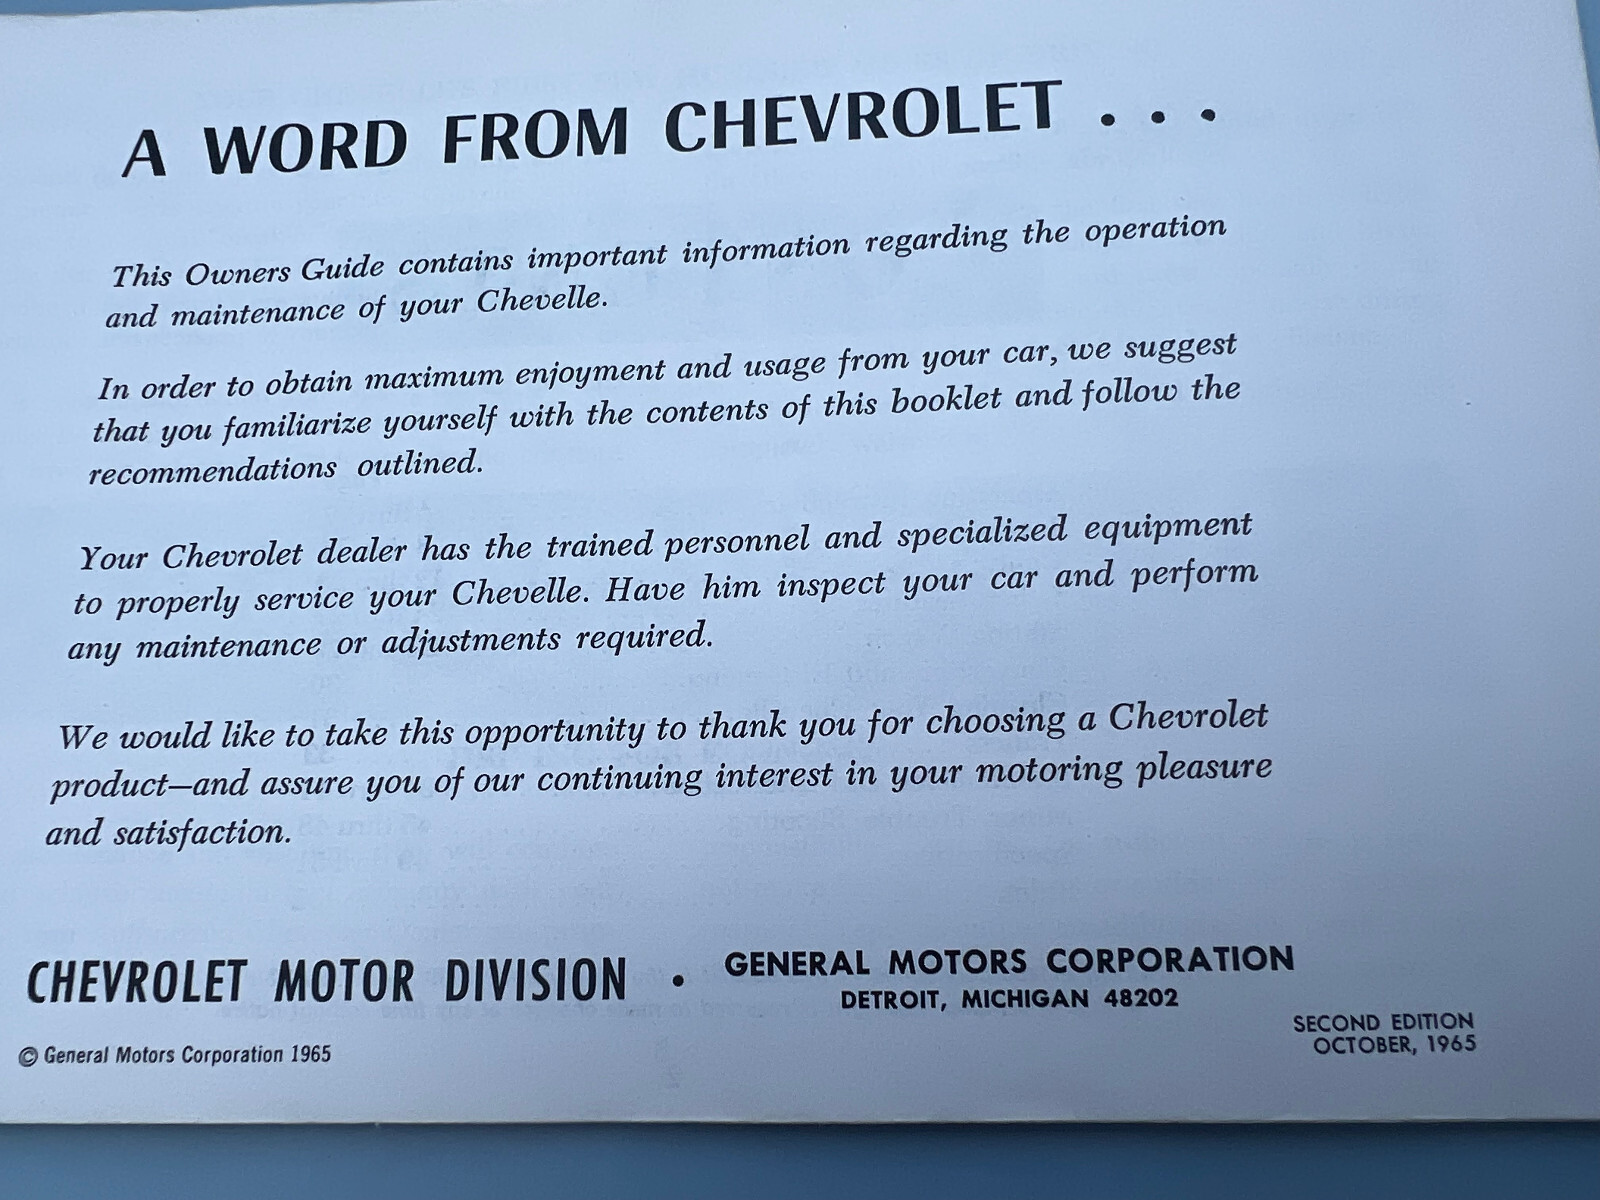 A WORD FROM CHEVROLET . . .
This Owners Guide contains important information regarding the operation
and maintenance of your Chevelle.
In order to obtain maximum enjoyment and usage from your car, we suggest
that you familiarize yourself with the contents of this booklet and follow the
recommendations outlined.
Your Chevrolet dealer has the trained personnel and specialized equipment
to properly service your Chevelle. Have him inspect your car and perform
any maintenance or adjustments required.
We would like to take this opportunity to thank you for choosing a Chevrolet
product—and assure you of our continuing interest in your motoring pleasure
and satisfaction.
CHEVROLET MOTOR DIVISION • GENERAL MOTORS CORPORATION
DETROIT, MICHIGAN 48202
SECOND EDITION
OCTOBER, 1965
© General Motors Corporation 1965